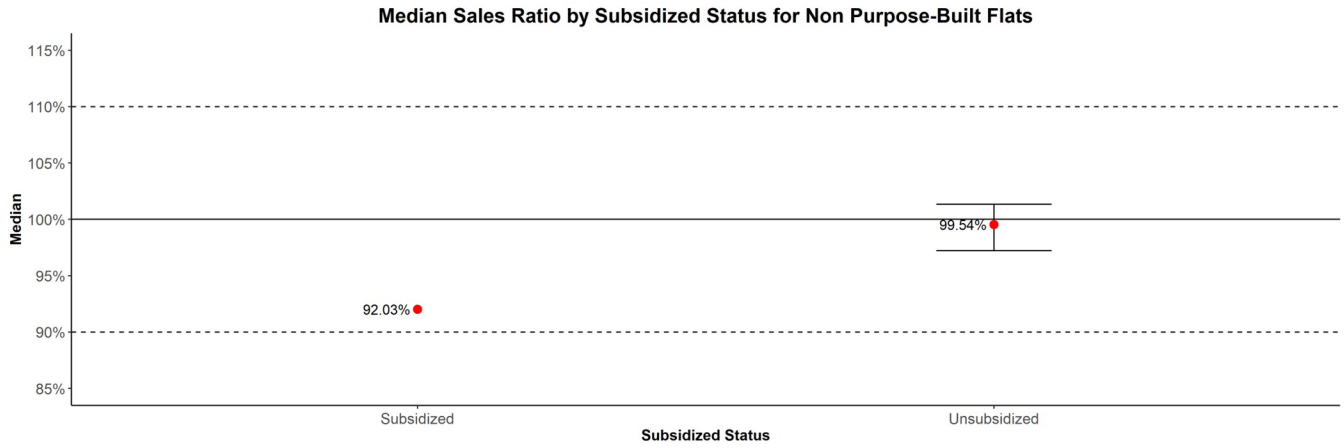 Median Sales Ratio by Subsidized Status for Non Purpose-Built Flats
115%
110%
105%
100%
95%
90%
85%
Median
99.54%
92.03%
Subsidized
Unsubsidized
Subsidized Status